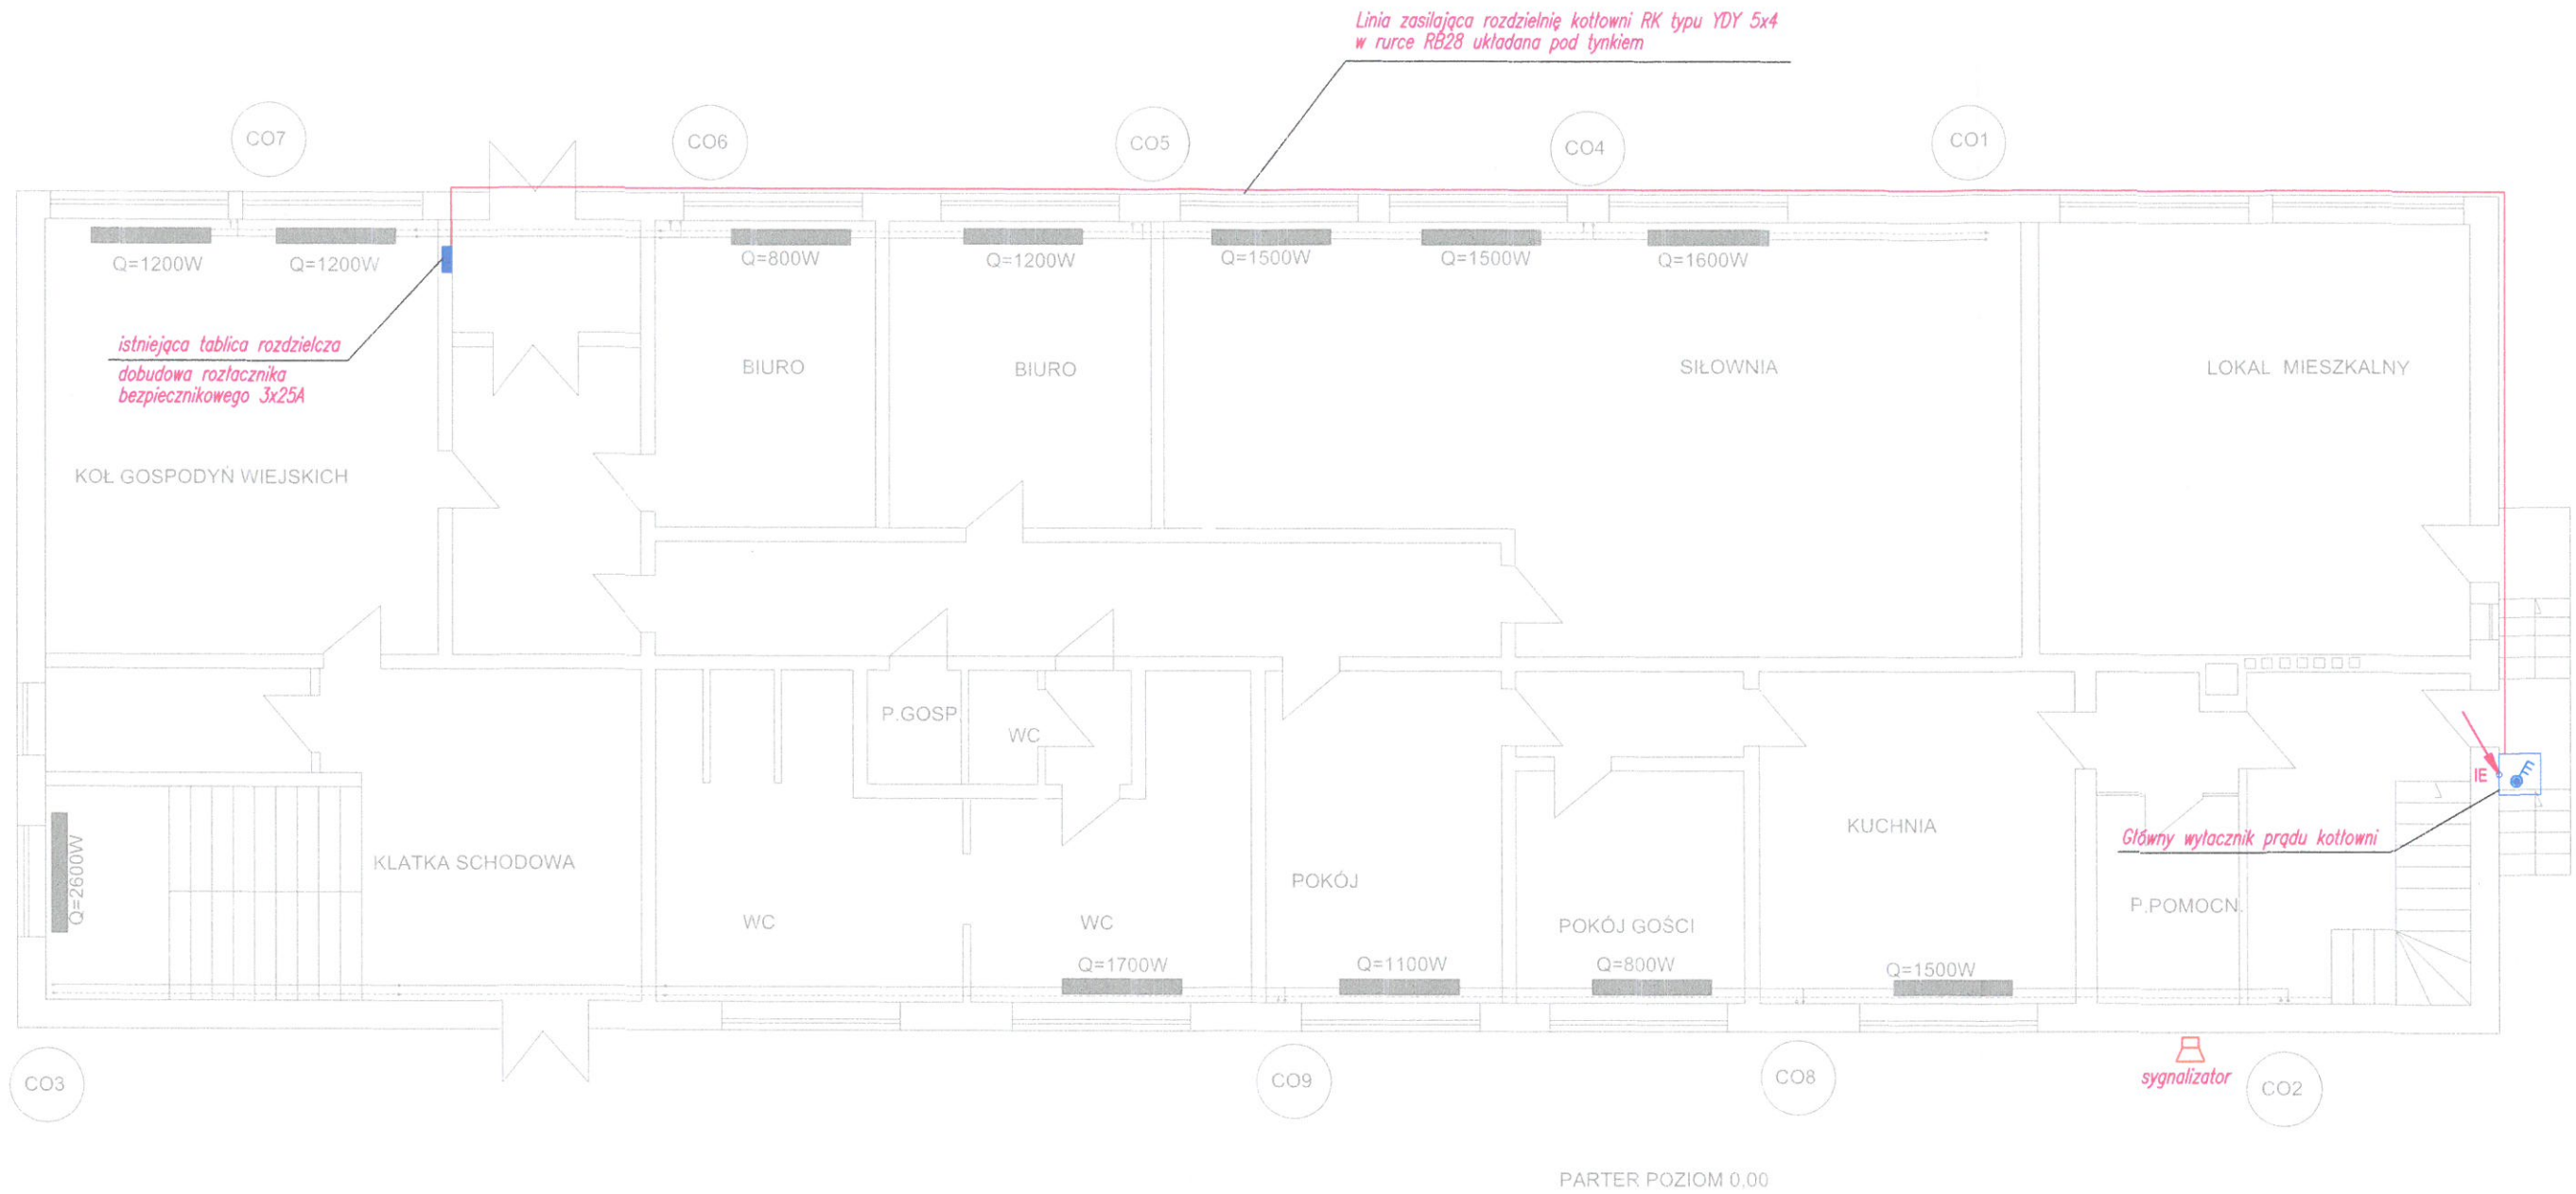 Linia zasilająca rozdzielnię kotłowni RK typu YDY 5x4
w rurce RB28 układana pod tynkiem
CO7
CO6
CO5
CO4
CO1
Q=1200W
Q=1200W
Q=800W
Q=1200W
Q=1500W
Q=1500W
Q=1600W
istniejąca tablica rozdzielcza
dobudowa rozłacznika
bezpiecznikowego 3x25A
BIURO
BIURO
SIŁOWNIA
LOKAL MIESZKALNY
KOŁ GOSPODYŃ WIEJSKICH
P.GOSP
WC
IE
E
Główny wyłacznik prądu kotłowni
KUCHNIA
Q=2600W
KLATKA SCHODOWA
POKÓJ
P.POMOCN.
WC
WC
POKÓJ GOŚCI
Q=1700W
Q=1100W
Q=800W
Q=1500W
sygnalizator
CO3
CO9
CO8
CO2
PARTER POZIOM 0,00